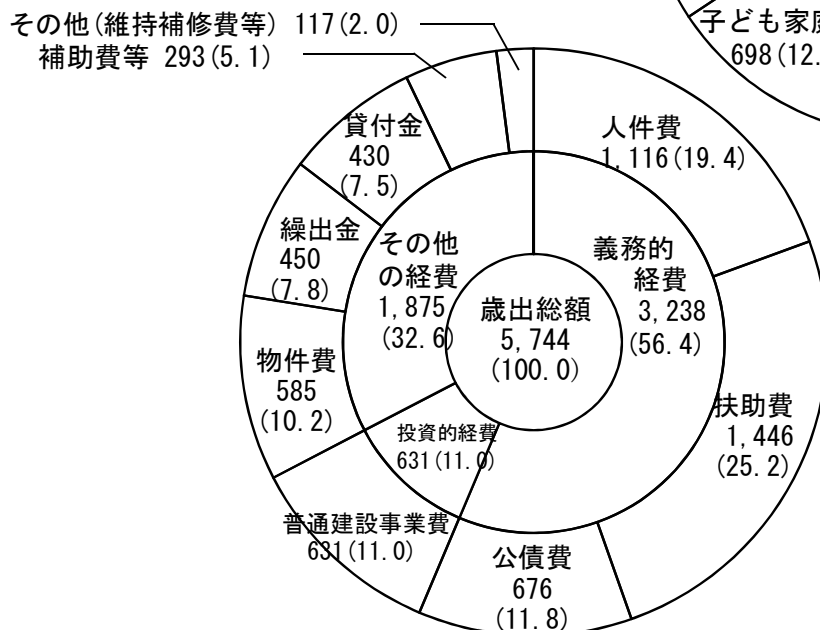 その他(維持補修費等) 117(2.0)
補助費等 293(5.1)
698(12.
貸付金
430
(7.5)
人件費
1,116(19.4)
繰出金
450
(7.8)
その他
の経費
1,875
(32.6)
義務的
経費
3,238
(56.4)
歳出総額
5,744
(100.0)
物件費
585
(10.2)
投資的経費
631(11.0)
扶助費
1,446
(25.2)
普通建設事業費
631(11.0)
公債費
676
(11.8)
子ども家